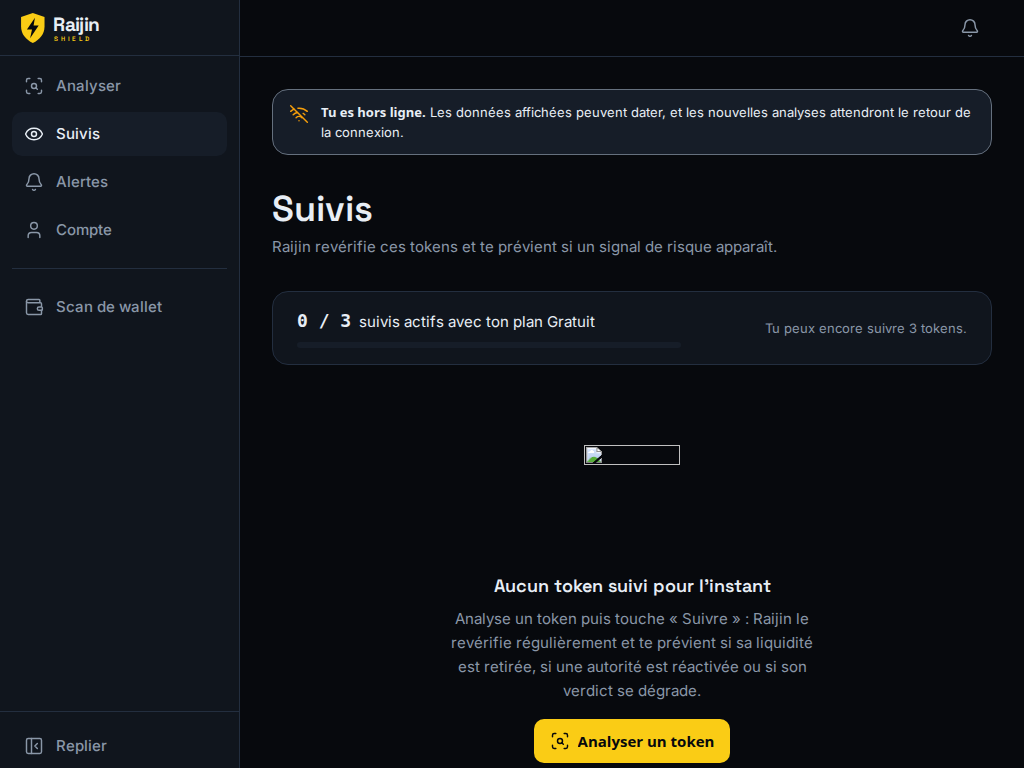 Raijin
SHIELD
Analyser
Suivis
Alertes
Compte
Scan de wallet
Replier
Tu es hors ligne. Les données affichées peuvent dater, et les nouvelles analyses attendront le retour de
la connexion.
Suivis
Raijin revérifie ces tokens et te prévient si un signal de risque apparaît.
0 / 3 suivis actifs avec ton plan Gratuit
Tu peux encore suivre 3 tokens.
Aucun token suivi pour l’instant
Analyse un token puis touche « Suivre » : Raijin le
revérifie régulièrement et te prévient si sa liquidité
est retirée, si une autorité est réactivée ou si son
verdict se dégrade.
Analyser un token